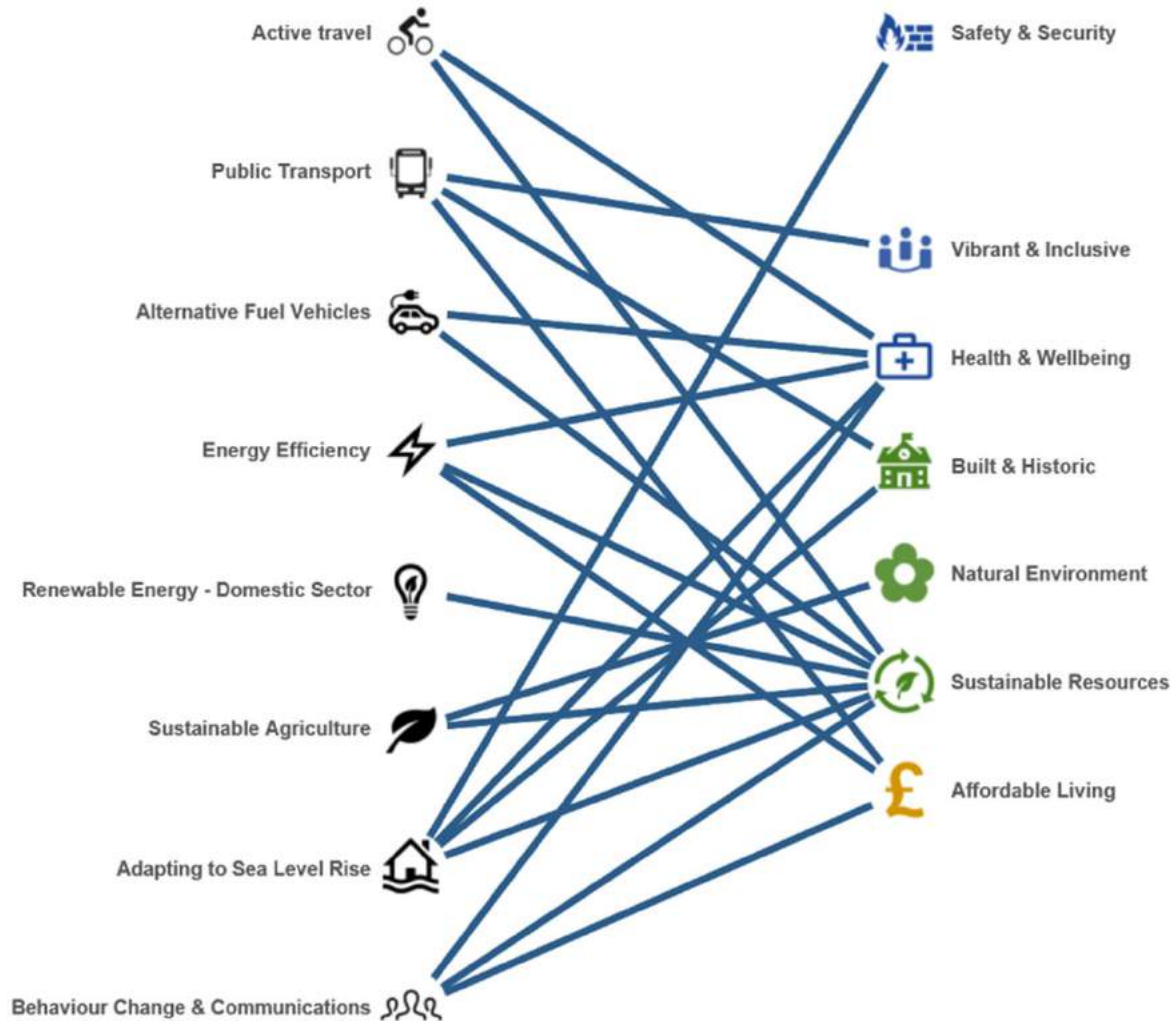 Active travel
Safety & Security
Public Transport
Vibrant & Inclusive
Alternative Fuel Vehicles
Health & Wellbeing
Energy Efficiency
Built & Historic
Renewable Energy - Domestic Sector
Natural Environment
Sustainable Agriculture
Sustainable Resources
£
Affordable Living
Adapting to Sea Level Rise
Behaviour Change & Communications